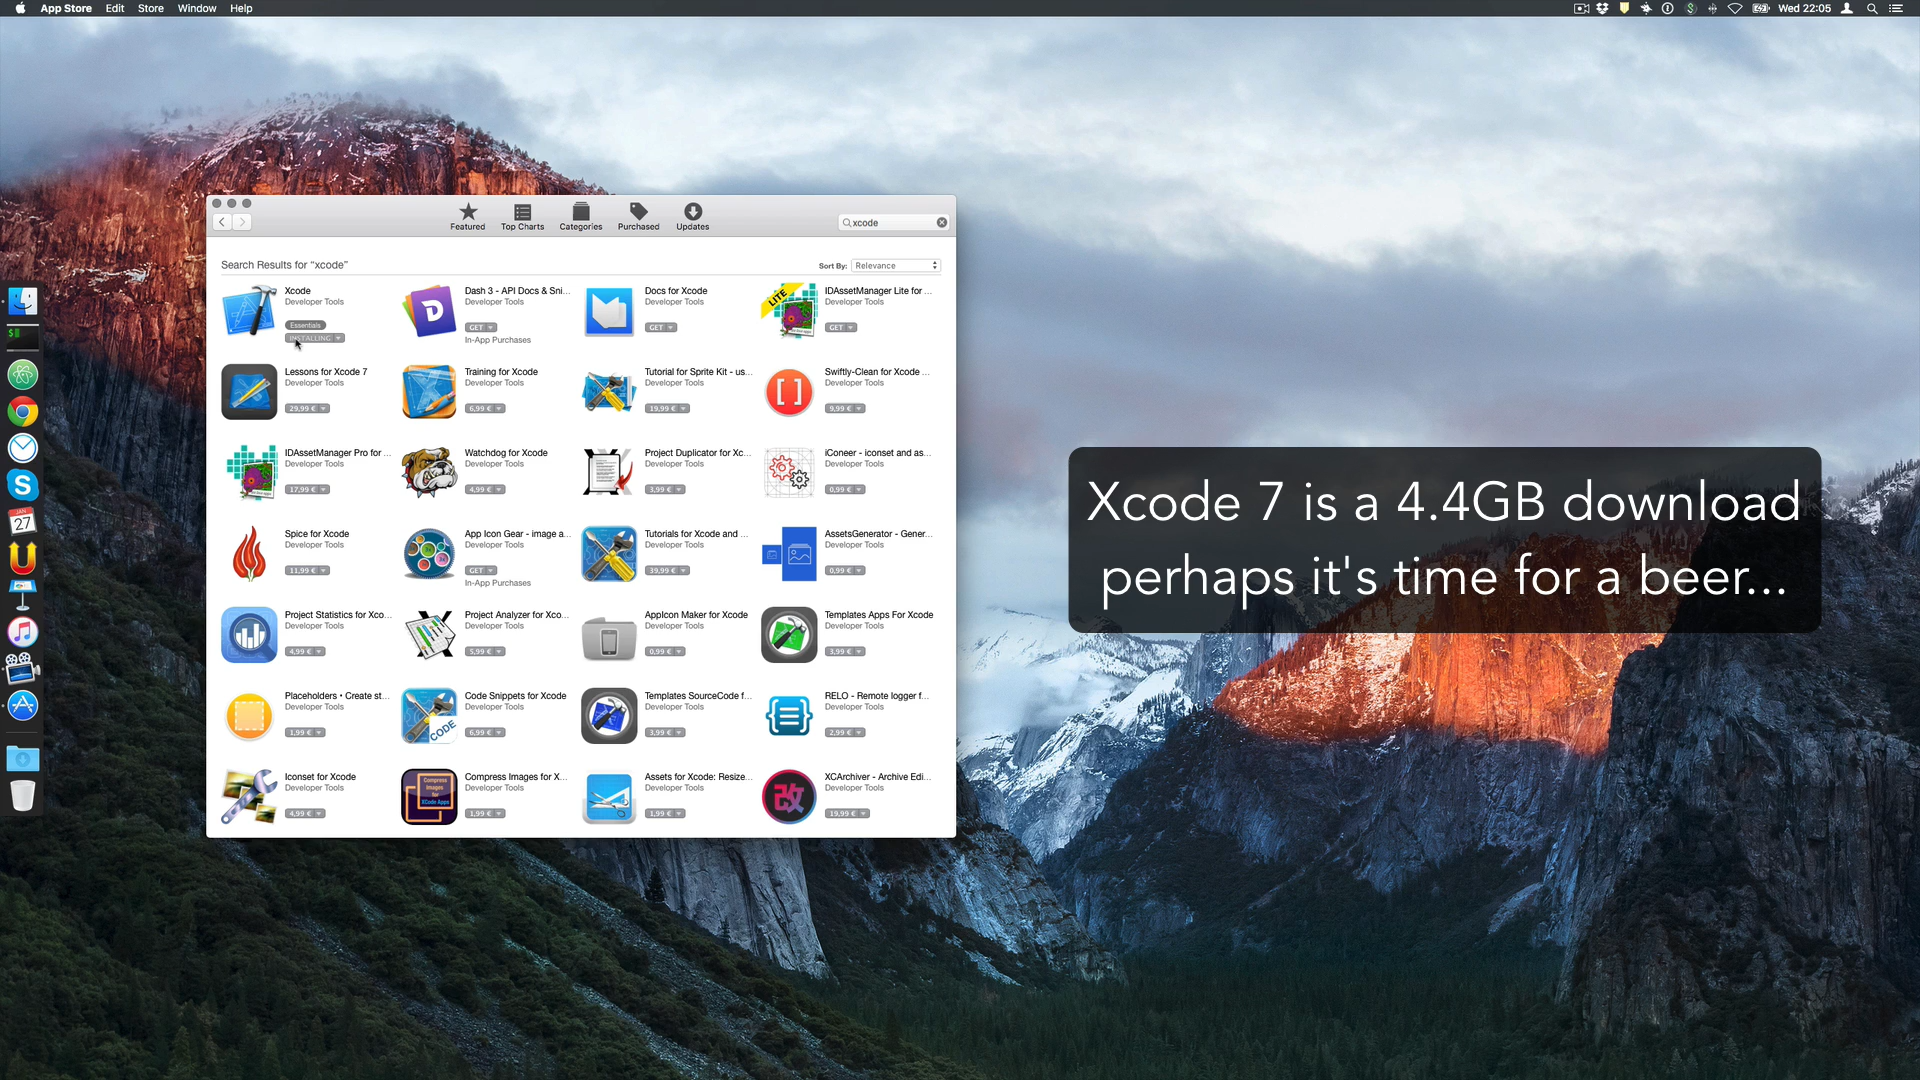 App Store Edit Store Window Help
Wed 22:05
Featured Top Charts Categories Purchased Updates
xcode
Search Results for “xcode”
Sort By: Relevance
Xcode
Developer Tools
Essentials
INSTALLING
Dash 3 - API Docs & Sni...
Developer Tools
GET
In-App Purchases
Docs for Xcode
Developer Tools
GET
LITE
IDAssetManager Lite for ...
Developer Tools
GET
Lessons for Xcode 7
Developer Tools
29,99 €
Training for Xcode
Developer Tools
6,99 €
Tutorial for Sprite Kit - us...
Developer Tools
19,99 €
Swiftly-Clean for Xcode ...
Developer Tools
9,99 €
IDAssetManager Pro for ...
Developer Tools
17,99 €
Watchdog for Xcode
Developer Tools
4,99 €
Project Duplicator for Xc...
Developer Tools
3,99 €
iConeer - iconset and as...
Developer Tools
0,99 €
Spice for Xcode
Developer Tools
11,99 €
App Icon Gear - image a...
Developer Tools
GET
In-App Purchases
Tutorials for Xcode and ...
Developer Tools
39,99 €
AssetsGenerator - Gener...
Developer Tools
0,99 €
Project Statistics for Xco...
Developer Tools
4,99 €
Project Analyzer for Xco...
Developer Tools
5,99 €
AppIcon Maker for Xcode
Developer Tools
0,99 €
Templates Apps For Xcode
Developer Tools
3,99 €
Placeholders • Create st...
Developer Tools
1,99 €
CODE
Code Snippets for Xcode
Developer Tools
6,99 €
Templates SourceCode f...
Developer Tools
3,99 €
RELO - Remote logger f...
Developer Tools
2,99 €
Iconset for Xcode
Developer Tools
4,99 €
Compress
Images
for
XCode Apps
Compress Images for X...
Developer Tools
1,99 €
Assets for Xcode: Resize...
Developer Tools
1,99 €
改
XCArchiver - Archive Edi...
Developer Tools
19,99 €
JAN
27
Xcode 7 is a 4.4GB download
perhaps it's time for a beer...